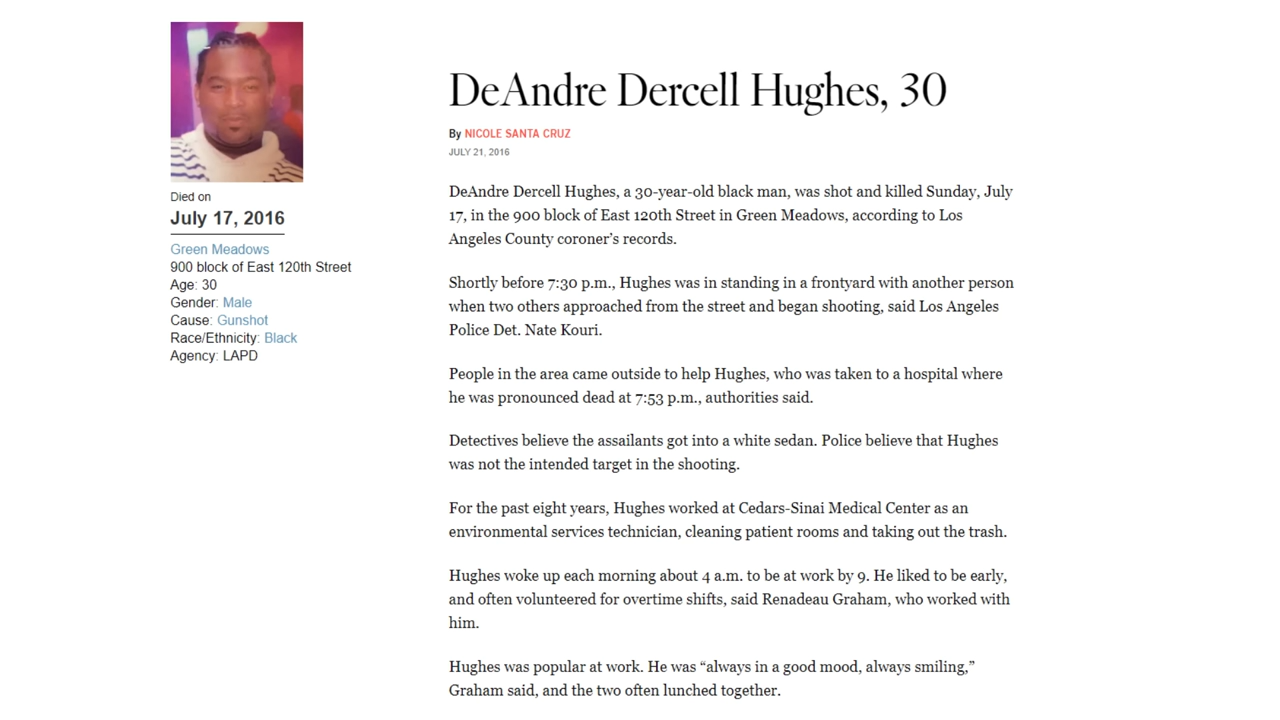 DeAndre Dercell Hughes, 30
By NICOLE SANTA CRUZ
JULY 21, 2016
Died on
July 17, 2016
Green Meadows
900 block of East 120th Street
Age: 30
Gender: Male
Cause: Gunshot
Race/Ethnicity: Black
Agency: LAPD
DeAndre Dercell Hughes, a 30-year-old black man, was shot and killed Sunday, July
17, in the 900 block of East 120th Street in Green Meadows, according to Los
Angeles County coroner’s records.
Shortly before 7:30 p.m., Hughes was in standing in a frontyard with another person
when two others approached from the street and began shooting, said Los Angeles
Police Det. Nate Kouri.
People in the area came outside to help Hughes, who was taken to a hospital where
he was pronounced dead at 7:53 p.m., authorities said.
Detectives believe the assailants got into a white sedan. Police believe that Hughes
was not the intended target in the shooting.
For the past eight years, Hughes worked at Cedars-Sinai Medical Center as an
environmental services technician, cleaning patient rooms and taking out the trash.
Hughes woke up each morning about 4 a.m. to be at work by 9. He liked to be early,
and often volunteered for overtime shifts, said Renadeau Graham, who worked with
him.
Hughes was popular at work. He was “always in a good mood, always smiling,”
Graham said, and the two often lunched together.